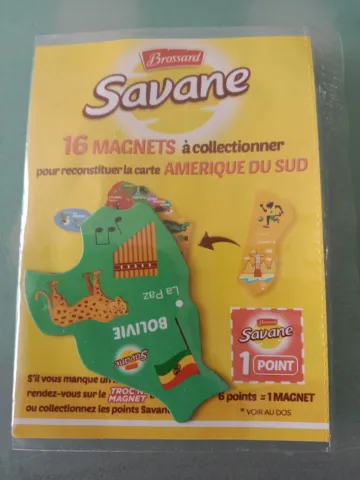 Brossard
Savane
16 MAGNETS à collectionner
pour reconstituer la carte AMERIQUE DU SUD
La Paz
BOLIVIE
Savane
Brossard
Savane
1 POINT
S'il vous manque un
rendez-vous sur le TROC 6 points = 1 MAGNET
MAGNET
ou collectionnez les points Savan * VOIR AU DOS